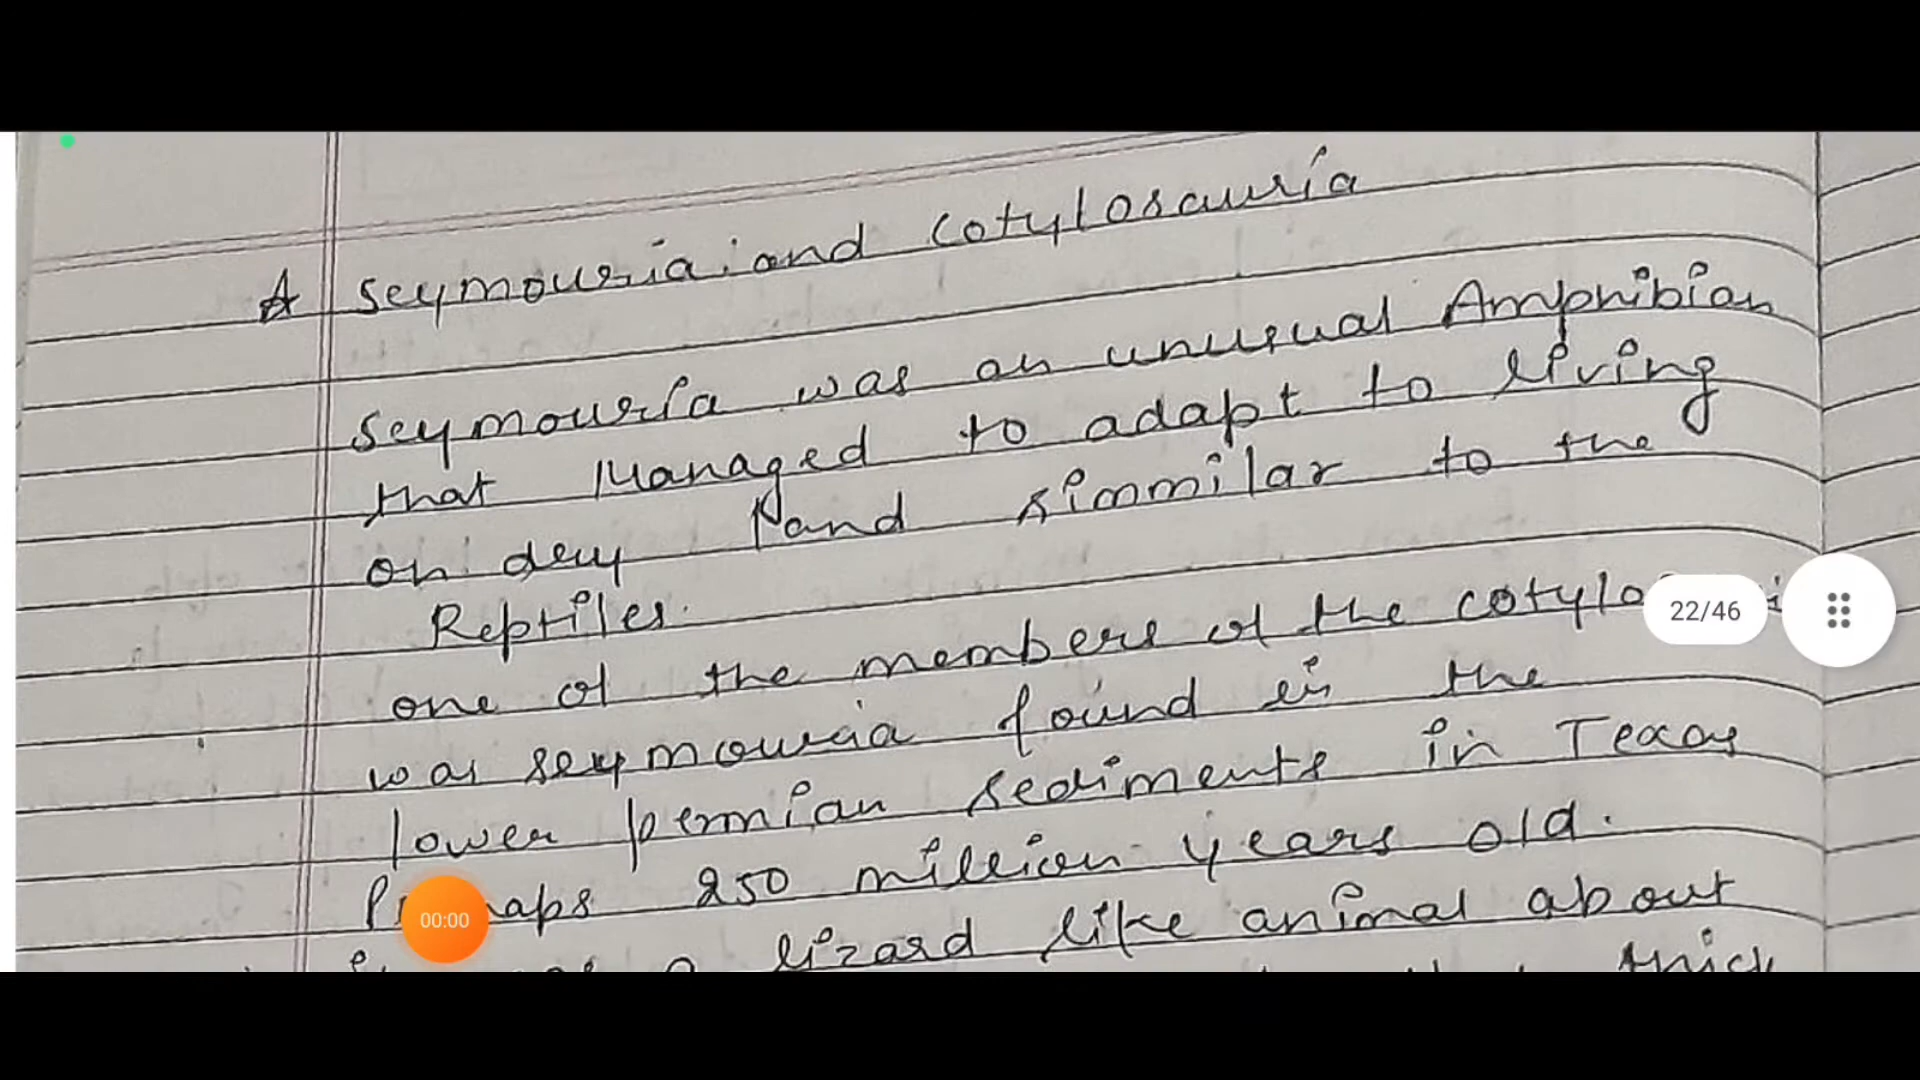 A seymouria and cotylosauria
seymouria was an unusual Amphibian
that Managed to adapt to living
on dry land simmilar to the
Reptiles.
one of the members of the
was seymouria found in the
lower permian sediments in Texas
250 million years old.
lizard like animal about
thick
22/46
00:00